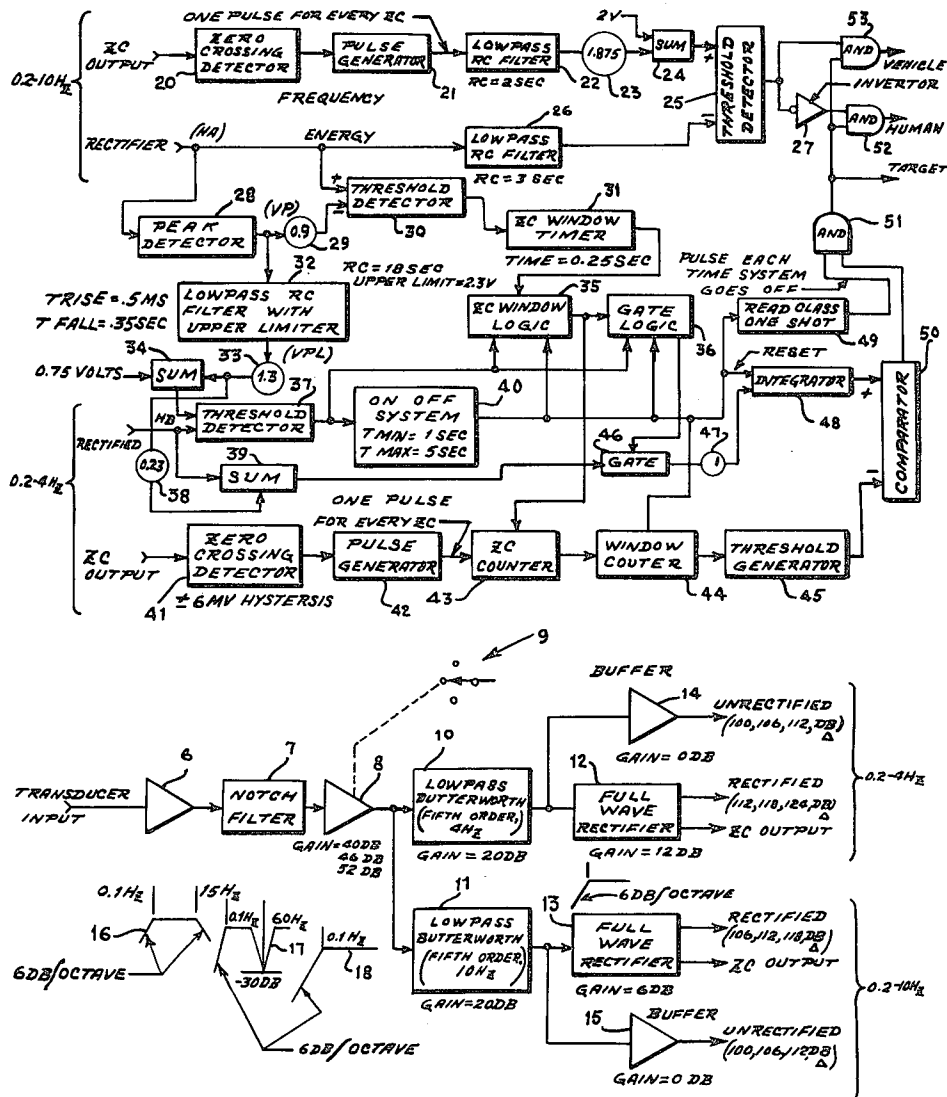 ONE PULSE FOR EVERY ZC
ZC
OUTPUT
ZERO
CROSSING
DETECTOR
20
PULSE
GENERATOR
21
LOWPASS
RC FILTER
RC=2SEC
22
1.875
23
2V
SUM
24
+
-
25
THRESHOLD
DETECTOR
AND
53
VEHICLE
INVERTOR
27
AND
52
HUMAN
TARGET
0.2-10HZ
FREQUENCY
RECTIFIER
(HA)
ENERGY
26
LOWPASS
RC FILTER
RC=3 SEC
28
PEAK
DETECTOR
(VP)
0.9
29
+
-
THRESHOLD
DETECTOR
30
31
ZC WINDOW
TIMER
TIME=0.25SEC
AND
51
PULSE EACH
TIME SYSTEM
GOES OFF
32
LOWPASS RC
FILTER WITH
UPPER LIMITER
RC=18SEC
UPPER LIMIT=2.3V
TRISE=.5MS
T FALL=.35SEC
ZC WINDOW
LOGIC
35
GATE
LOGIC
36
READ CLASS
ONE SHOT
49
50
34
0.75 VOLTS
SUM
33
1.3
(VPL)
37
HB
THRESHOLD
DETECTOR
40
ON OFF
SYSTEM
T MIN=1 SEC
T MAX=5SEC
RESET
INTEGRATOR
48
+
-
COMPARATOR
RECTIFIED
0.23
38
39
SUM
46
GATE
47
1
0.2-4HZ
ONE PULSE
FOR EVERY ZC
ZC
OUTPUT
ZERO
CROSSING
DETECTOR
41
±6MV HYSTERSIS
PULSE
GENERATOR
42
ZC
COUNTER
43
WINDOW
COUTER
44
THRESHOLD
GENERATOR
45
9
BUFFER
14
GAIN=0DB
UNRECTIFIED
(100,106,112,DB)
Δ
TRANSDUCER
INPUT
6
7
NOTCH
FILTER
8
GAIN=40DB
46 DB
52 DB
10
LOWPASS
BUTTERWORTH
(FIFTH ORDER,)
4HZ
GAIN=20DB
12
FULL
WAVE
RECTIFIER
GAIN=12DB
RECTIFIED
(112,118,124,DB)
Δ
ZC OUTPUT
0.2-4HZ
0.1HZ
15HZ
16
6DB/OCTAVE
0.1HZ
60HZ
17
-30DB
0.1HZ
18
6DB/OCTAVE
11
LOWPASS
BUTTERWORTH
(FIFTH ORDER,)
10HZ
GAIN=20DB
6DB/OCTAVE
13
FULL
WAVE
RECTIFIER
GAIN=6DB
RECTIFIED
(106,112,118,DB)
Δ
ZC OUTPUT
0.2-10HZ
15
BUFFER
GAIN=0 DB
UNRECTIFIED
(100,106,112,DB)
Δ